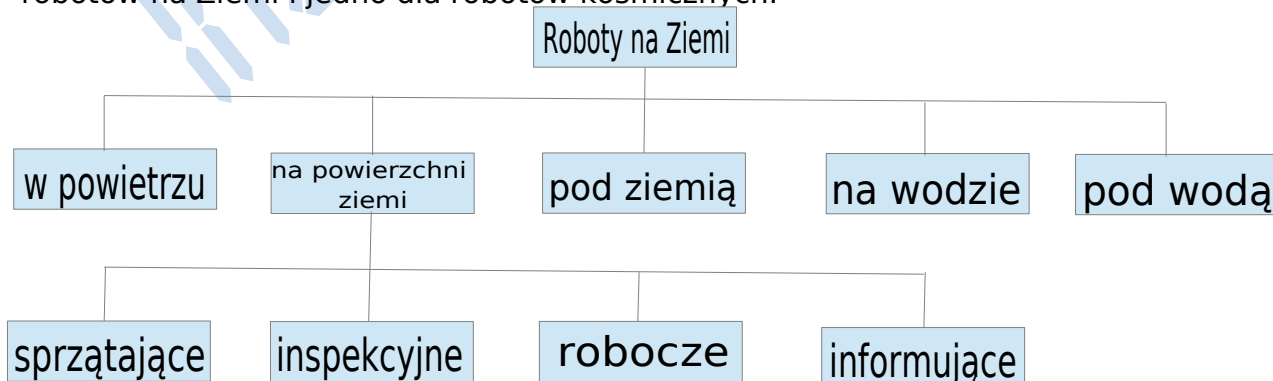 robotów na Ziemi i jedno dla robotów kosmicznych.
Roboty na Ziemi
w powietrzu
na powierzchni
ziemi
pod ziemią
na wodzie
pod wodą
sprzątające
inspekcyjne
robocze
informujące